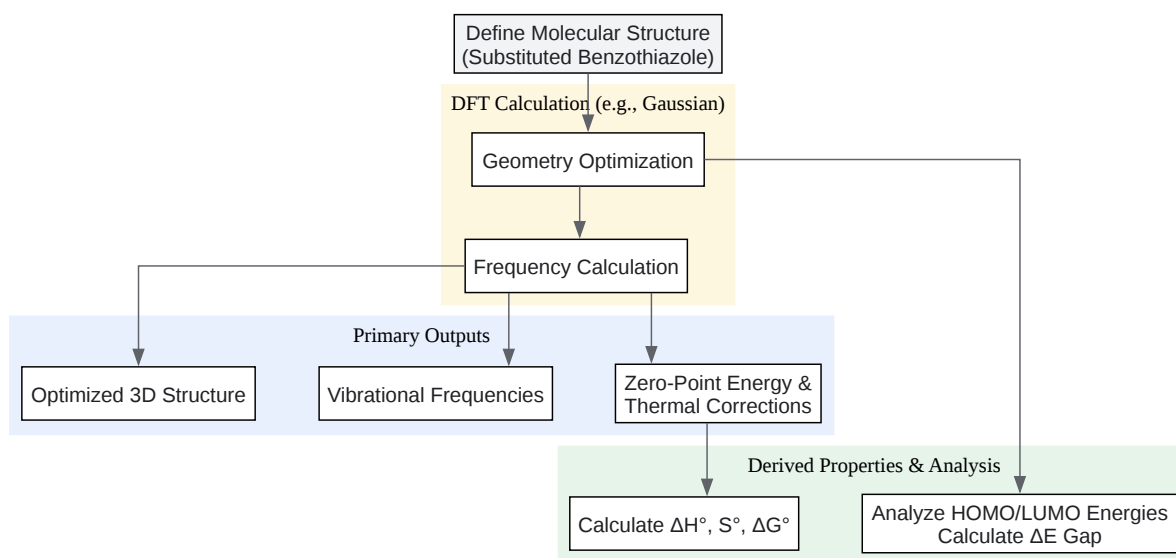 Define Molecular Structure
(Substituted Benzothiazole)
DFT Calculation (e.g., Gaussian)
Geometry Optimization
Frequency Calculation
Primary Outputs
Optimized 3D Structure
Vibrational Frequencies
Zero-Point Energy &
Thermal Corrections
Derived Properties & Analysis
Calculate ΔH°, S°, ΔG°
Analyze HOMO/LUMO Energies
Calculate ΔE Gap